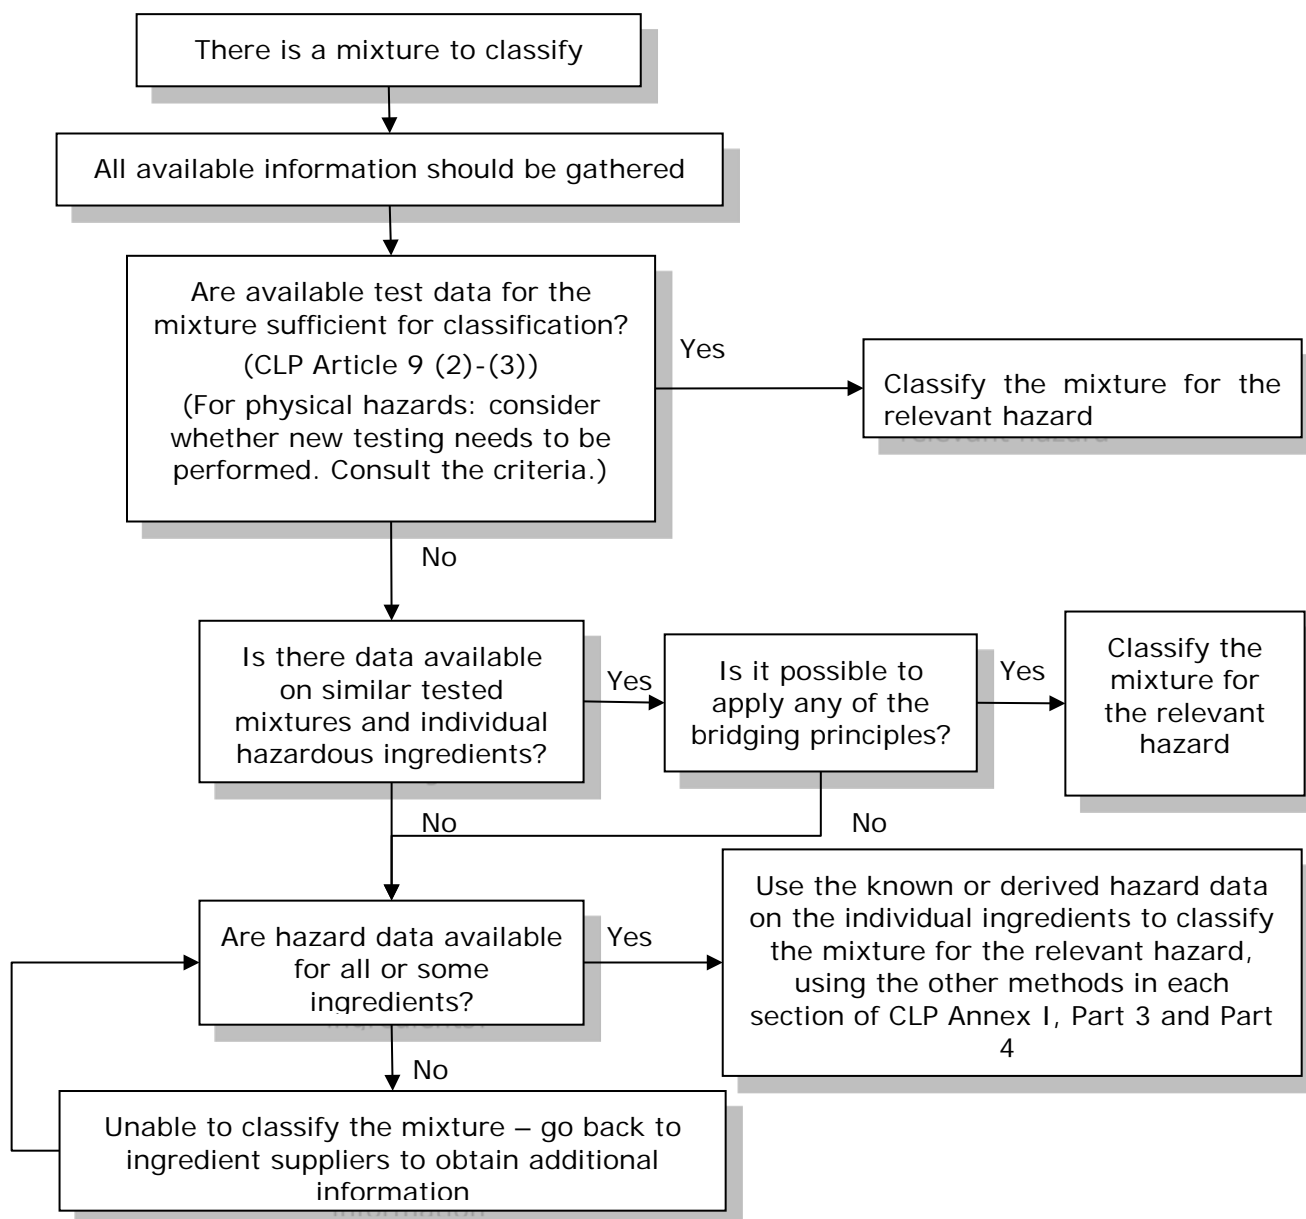 There is a mixture to classify
All available information should be gathered
Are available test data for the
mixture sufficient for classification?
(CLP Article 9 (2)-(3))
(For physical hazards: consider
whether new testing needs to be
performed. Consult the criteria.)
Yes
Classify the mixture for the
relevant hazard
No
Is there data available
on similar tested
mixtures and individual
hazardous ingredients?
Yes
Is it possible to
apply any of the
bridging principles?
Yes
Classify the
mixture for
the relevant
hazard
No
No
Are hazard data available
for all or some
ingredients?
Yes
Use the known or derived hazard data
on the individual ingredients to classify
the mixture for the relevant hazard,
using the other methods in each
section of CLP Annex I, Part 3 and Part
4
No
Unable to classify the mixture – go back to
ingredient suppliers to obtain additional
information